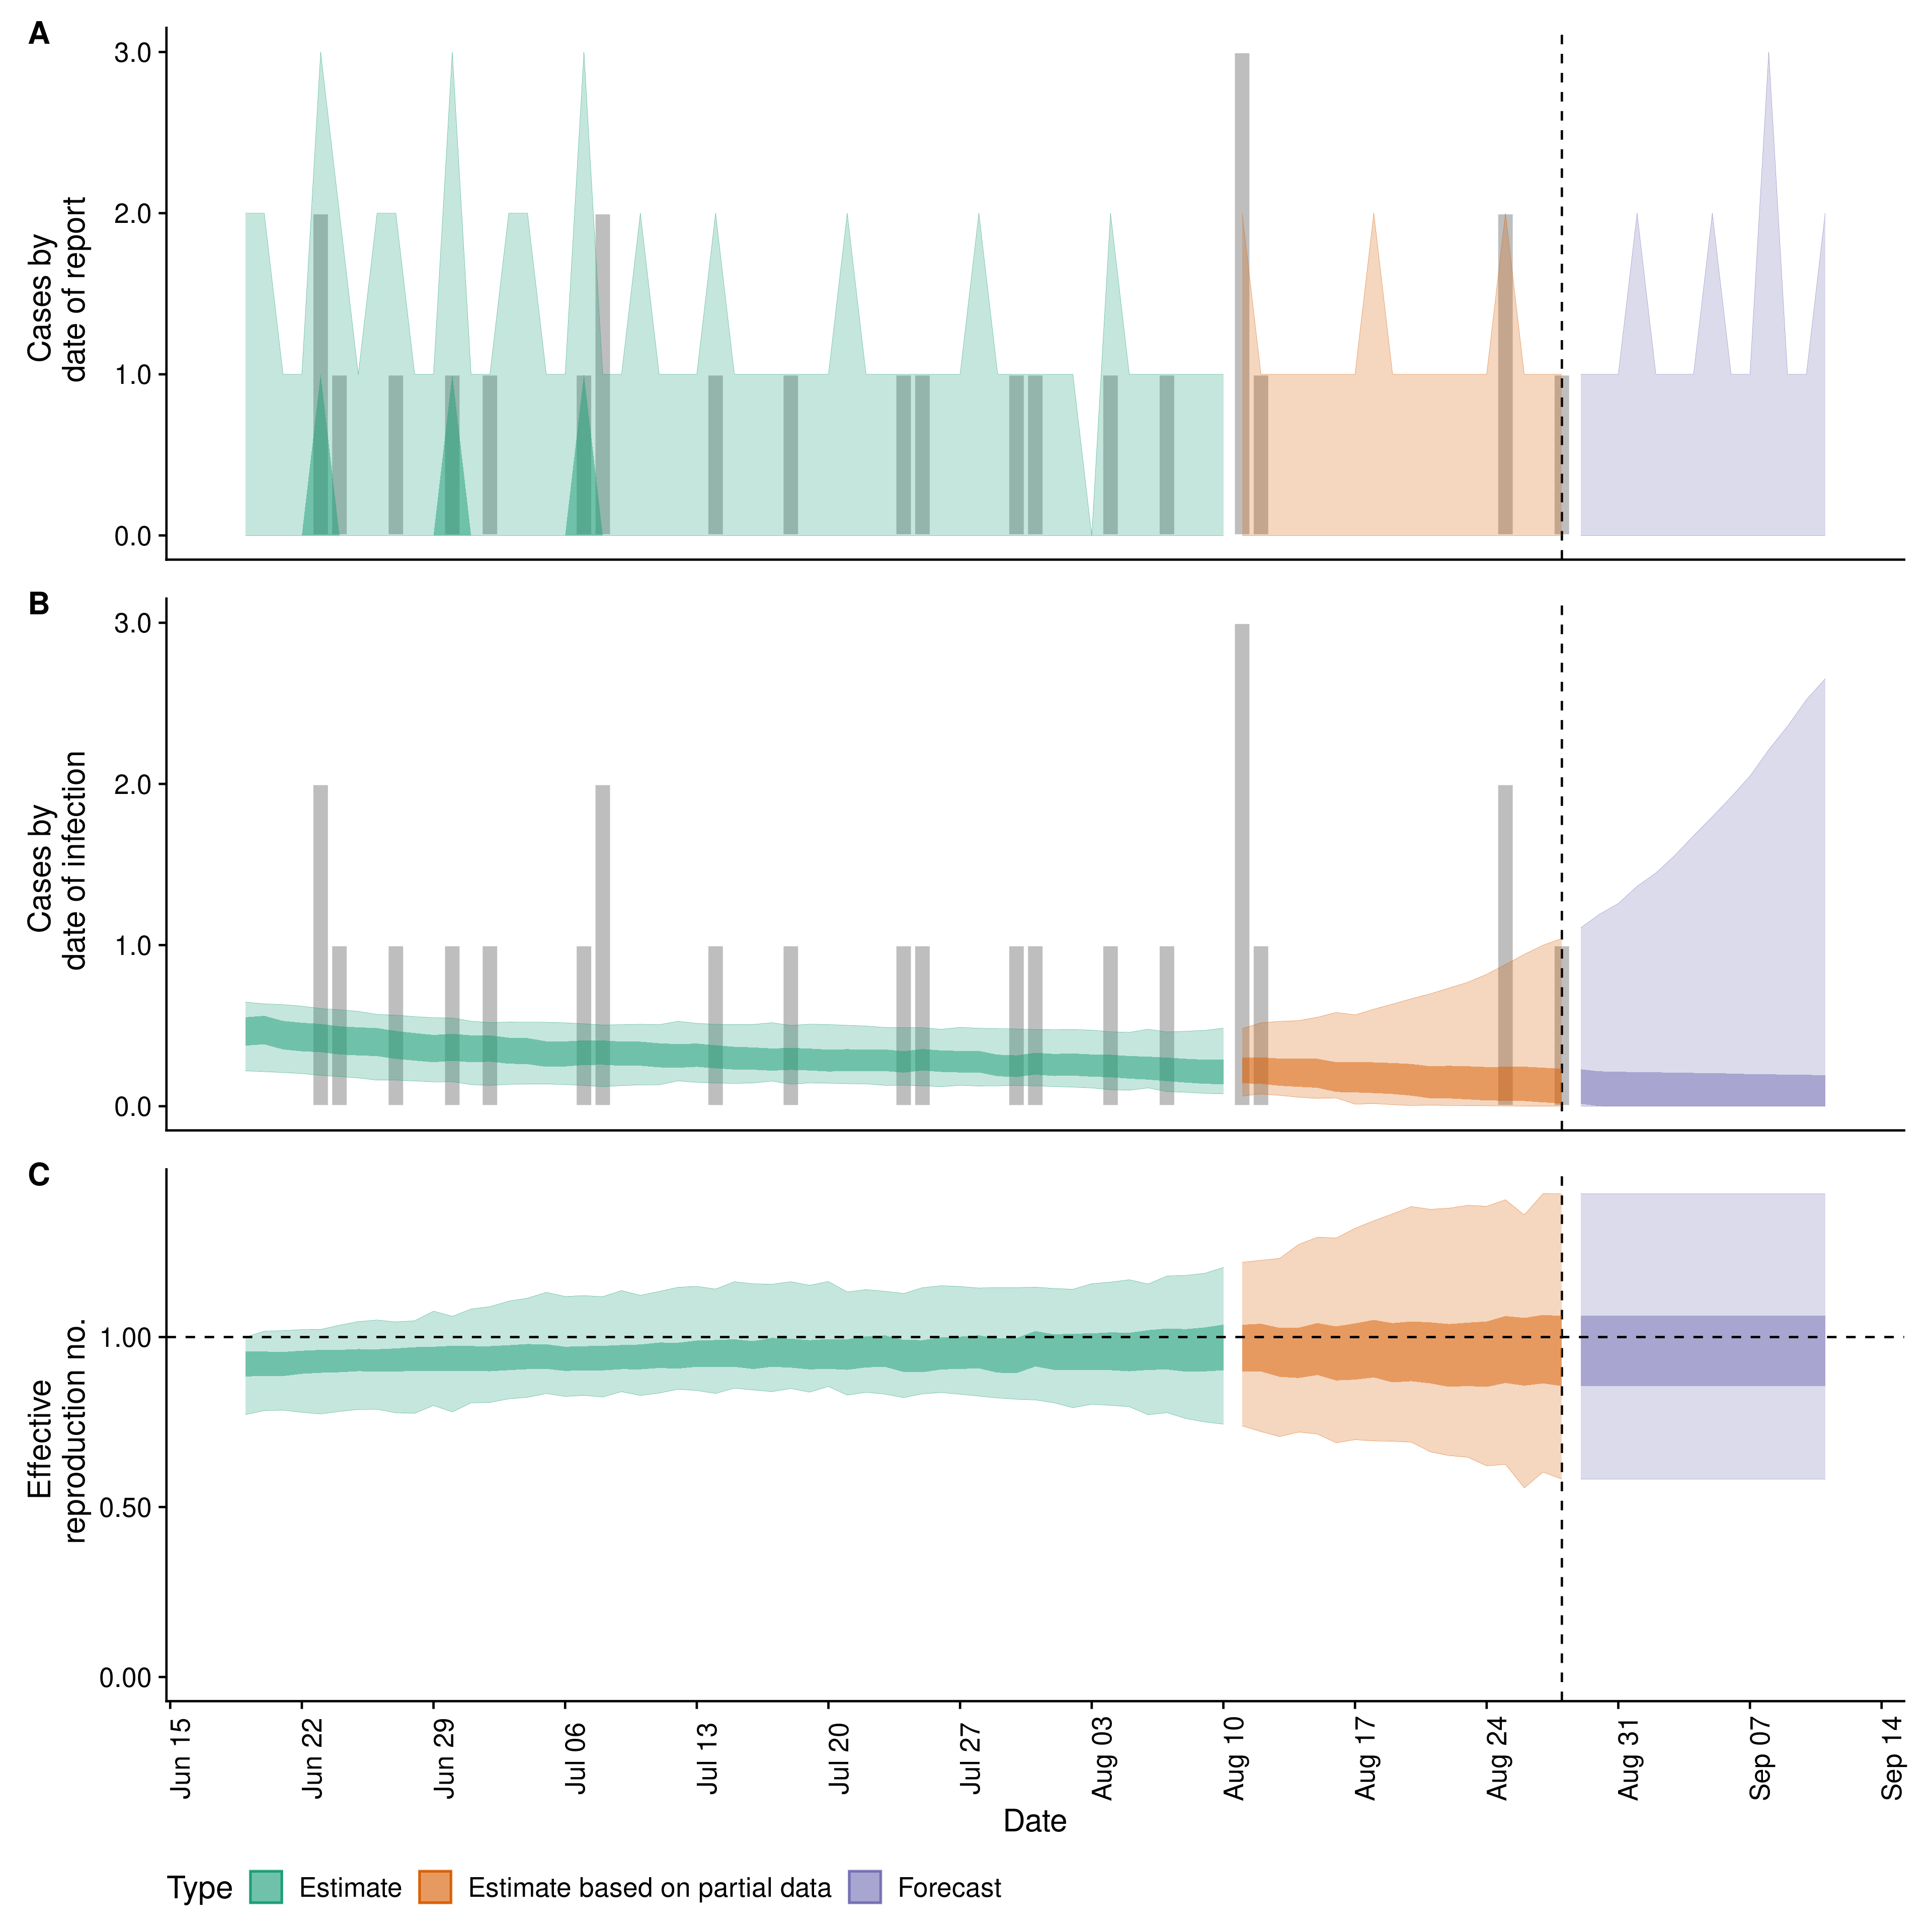 A
3.0
2.0
1.0
0.0
Cases by
date of report
B
3.0
2.0
1.0
0.0
Cases by
date of infection
C
1.00
0.50
0.00
Effective
reproduction no.
Jun 15
Jun 22
Jun 29
Jul 06
Jul 13
Jul 20
Jul 27
Aug 03
Aug 10
Aug 17
Aug 24
Aug 31
Sep 07
Sep 14
Date
Type Estimate Estimate based on partial data Forecast